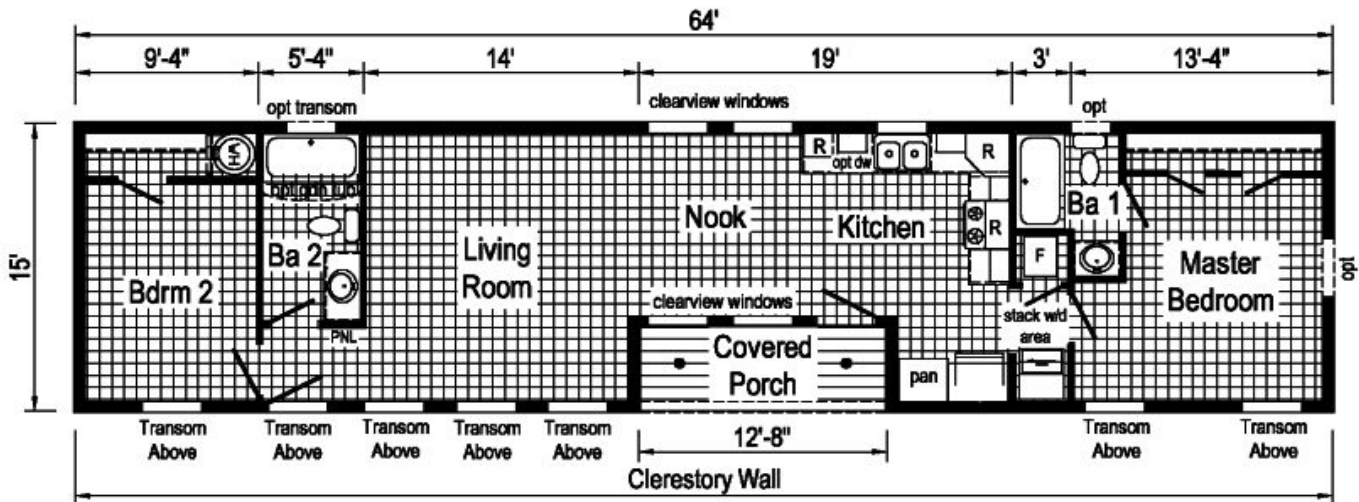 64'
9'-4"
5'-4"
14'
19'
3'
13'-4"
opt transom
clearview windows
opt
15'
WH
R
opt dw
R
opt gdn tub
Nook
Kitchen
R
Ba 1
Ba 2
Living
Room
F
Master
Bedroom
opt
Bdrm 2
clearview windows
stack w/d
area
PNL
Covered
Porch
pan
Transom
Above
Transom
Above
Transom
Above
Transom
Above
Transom
Above
12'-8"
Transom
Above
Transom
Above
Clerestory Wall